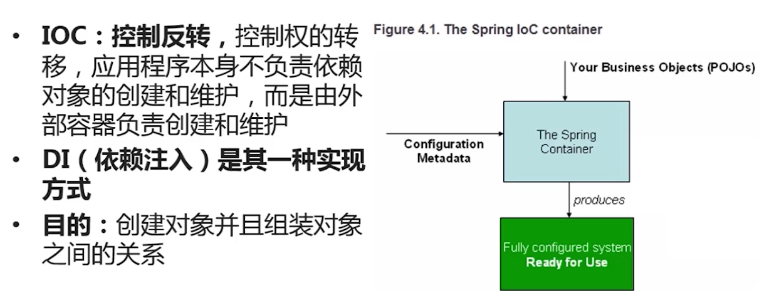 • IOC：控制反转，控制权的转
移，应用程序本身不负责依赖
对象的创建和维护，而是由外
部容器负责创建和维护
• DI（依赖注入）是其一种实现
方式
• 目的：创建对象并且组装对象
之间的关系
Figure 4.1. The Spring IoC container
Your Business Objects (POJOs)
Configuration
Metadata
The Spring
Container
produces
Fully configured system
Ready for Use